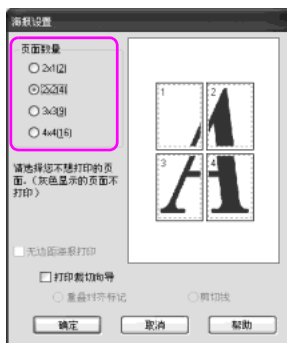 海报设置
页面数量
2x1(2)
2x2(4)
3x3(9)
4x4(16)
1
2
3
4
A
请选择您不想打印的页
面。(灰色显示的页面不
打印)
无边距海报打印
打印裁切向导
重叠对齐标记
剪切线
确定
取消
帮助